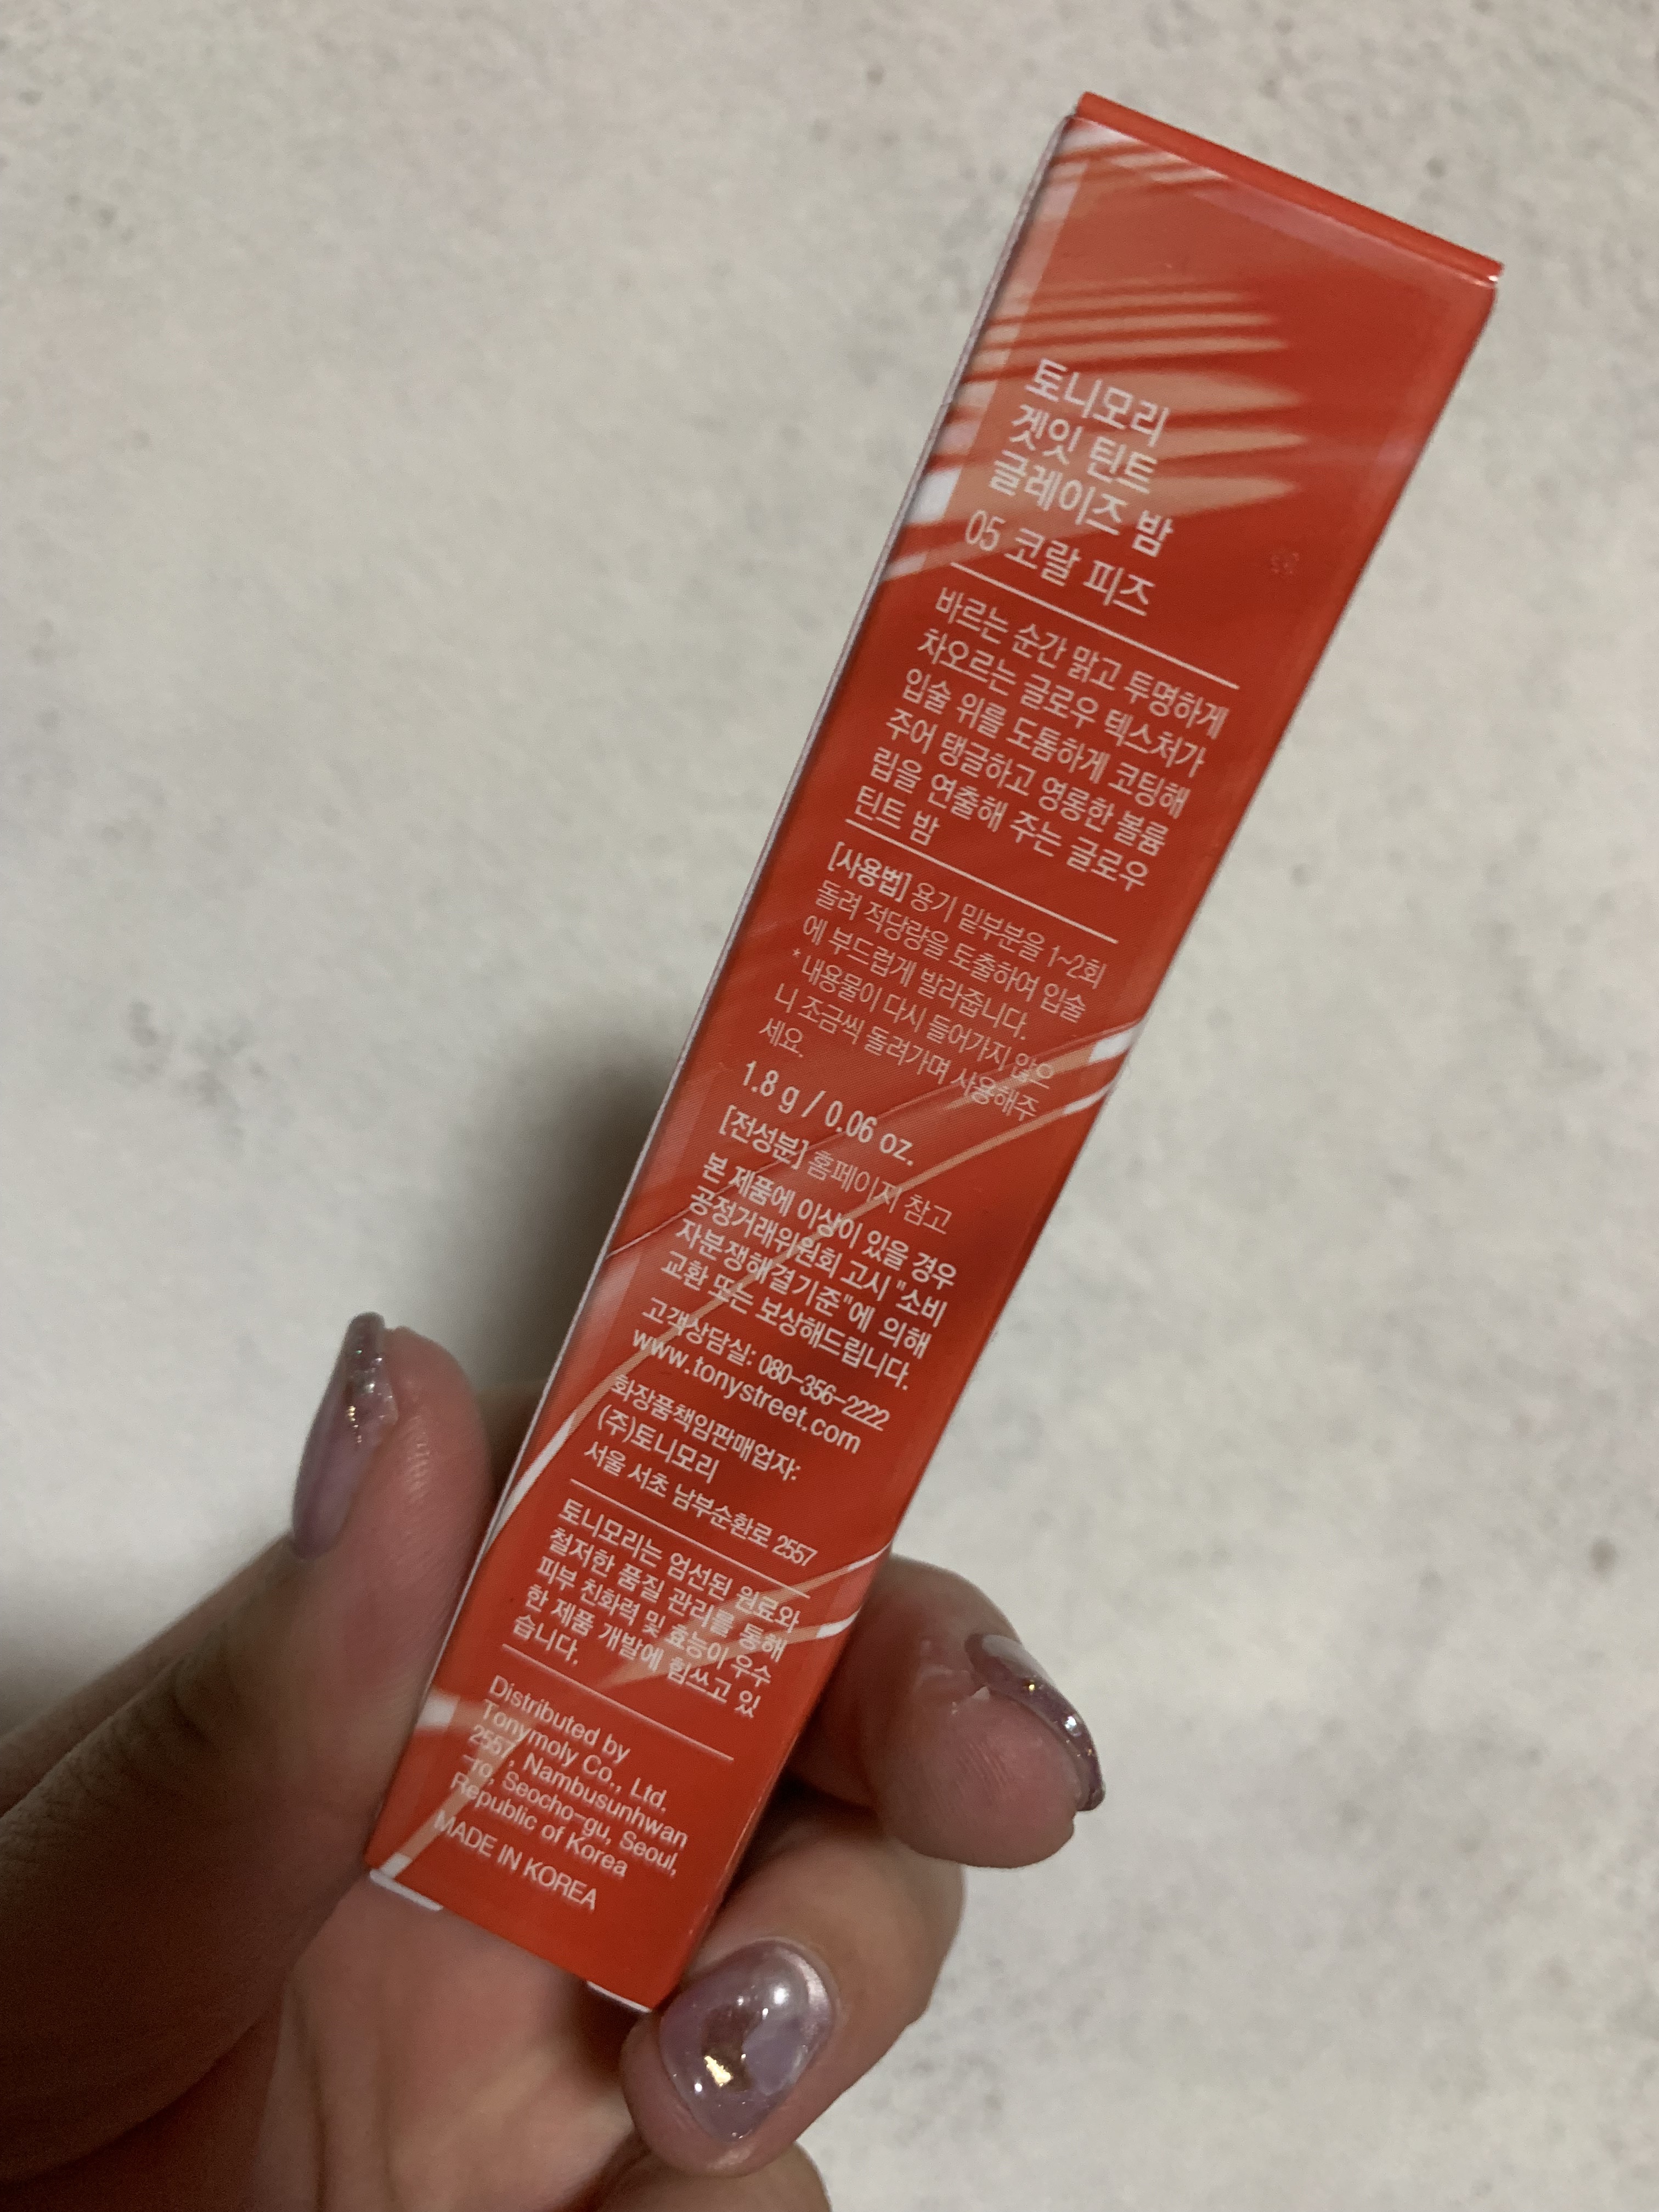 토니모리
겟잇 틴트
글레이즈 밤
05 코랄 피즈
바르는 순간 맑고 투명하게
차오르는 글로우 텍스처가
입술 위를 도톰하게 코팅해
주어 탱글하고 영롱한 볼륨
립을 연출해 주는 글로우
틴트 밤
[사용법] 용기 밑부분을 1~2회
돌려 적당량을 도출하여 입술
에 부드럽게 발라줍니다.
* 내용물이 다시 들어가지 않으
니 조금씩 돌려가며 사용해주
세요.
1.8 g / 0.06 oz.
[전성분] 홈페이지 참고
본 제품에 이상이 있을 경우
공정거래위원회 고시 "소비
자분쟁해결기준"에 의해
교환 또는 보상해드립니다.
고객상담실: 080-356-2222
www.tonystreet.com
화장품책임판매업자:
(주)토니모리
서울 서초 남부순환로 2557
토니모리는 엄선된 원료와
철저한 품질 관리를 통해
피부 친화력 및 효능이 우수
한 제품 개발에 힘쓰고 있
습니다.
Distributed by
Tonymoly Co., Ltd.
2557, Nambusunhwan
-ro, Seocho-gu, Seoul,
Republic of Korea
MADE IN KOREA